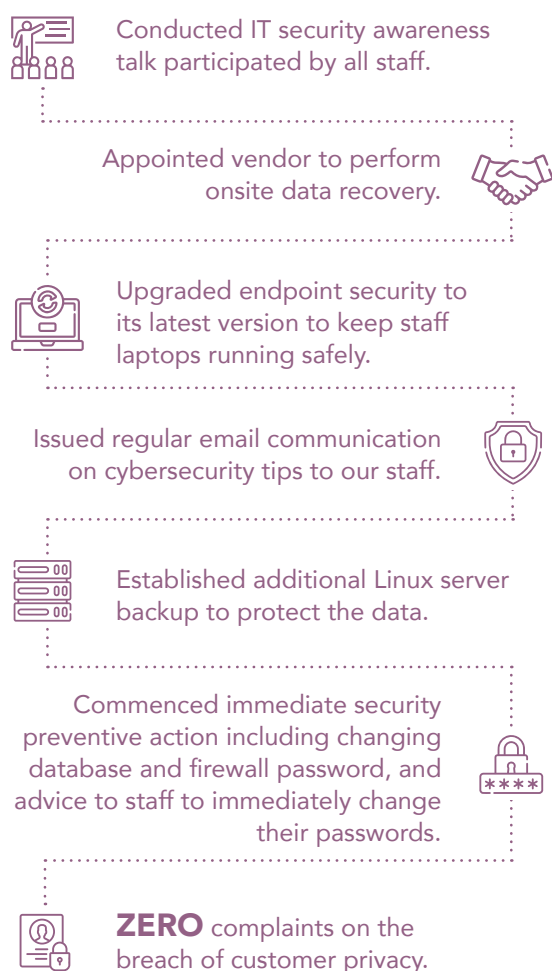 Conducted IT security awareness
talk participated by all staff.
Appointed vendor to perform
onsite data recovery.
Upgraded endpoint security to
its latest version to keep staff
laptops running safely.
Issued regular email communication
on cybersecurity tips to our staff.
Established additional Linux server
backup to protect the data.
Commenced immediate security
preventive action including changing
database and firewall password, and
advice to staff to immediately change
their passwords.
****
ZERO complaints on the
breach of customer privacy.